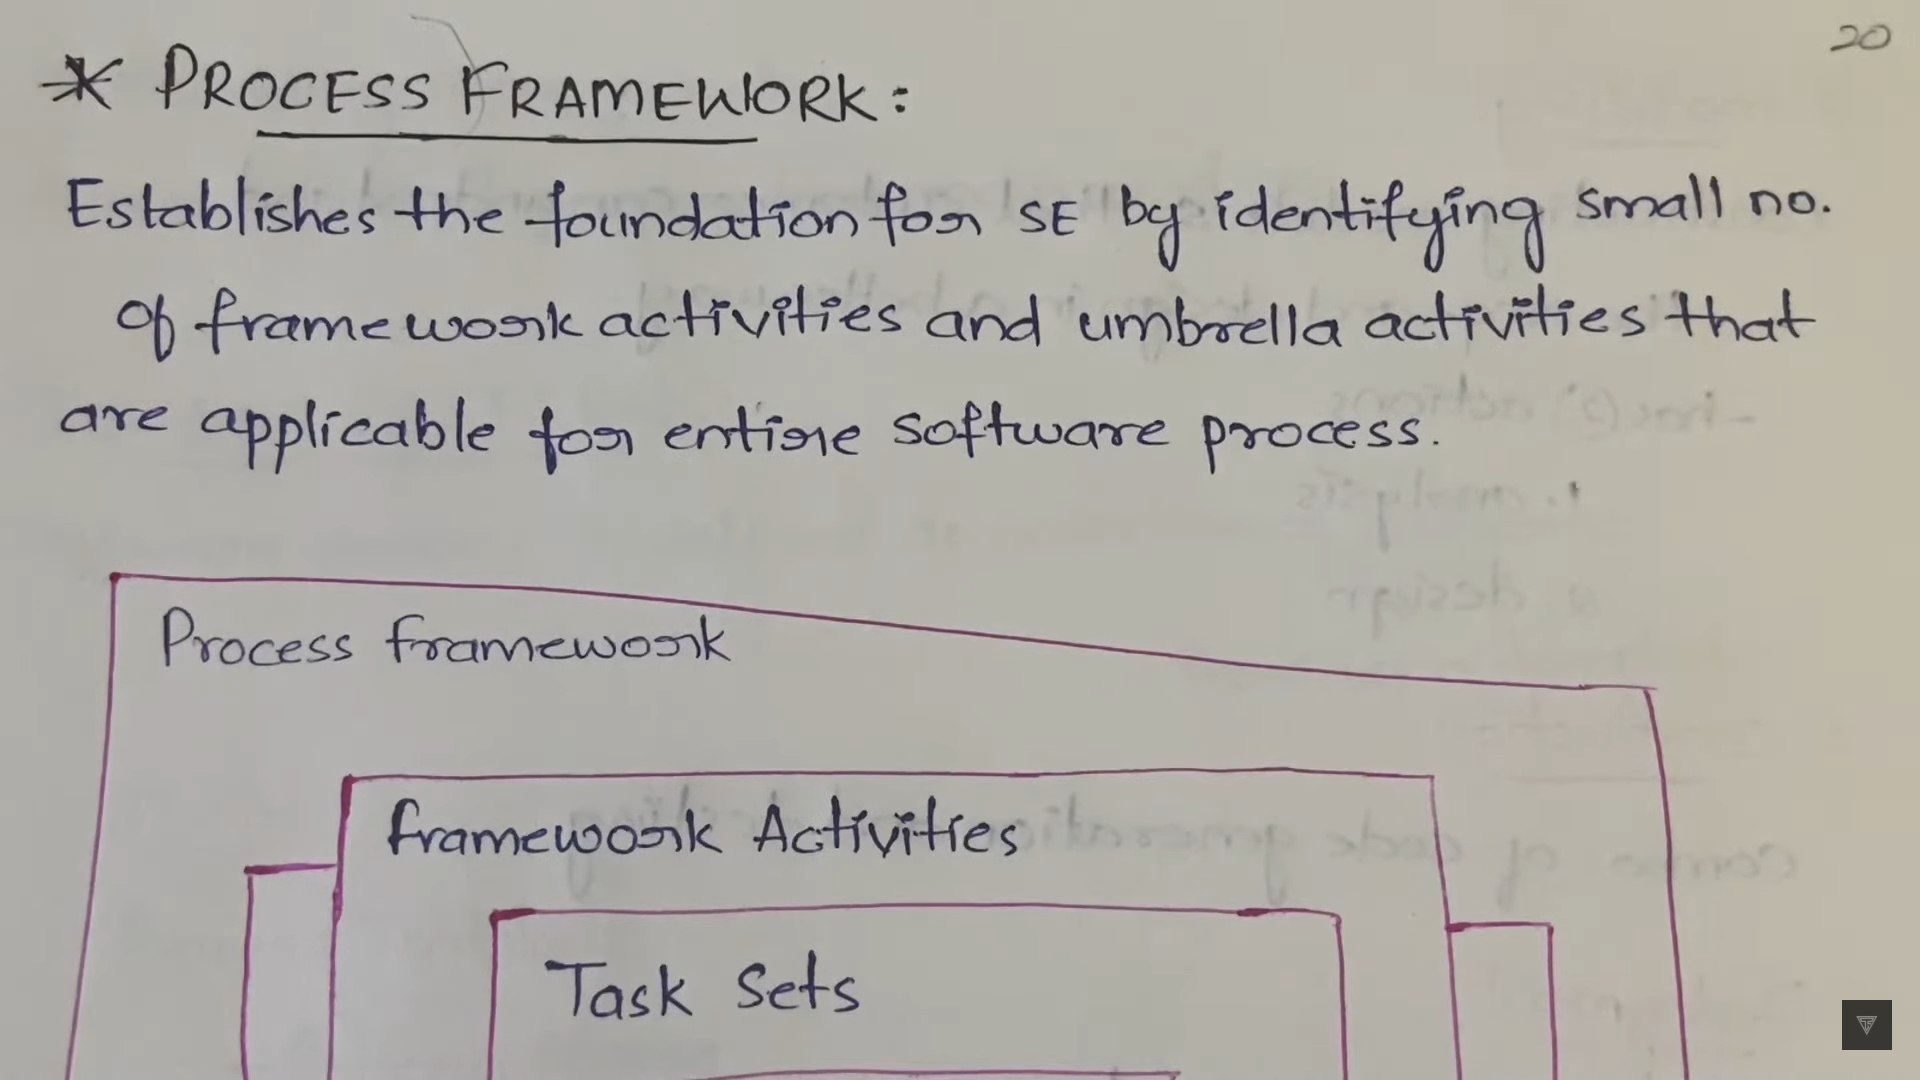 20
* PROCESS FRAMEWORK:
Establishes the foundation for SE by identifying small no.
of framework activities and umbrella activities that
are applicable for entire software process.
Process framework
framework Activities
Task Sets